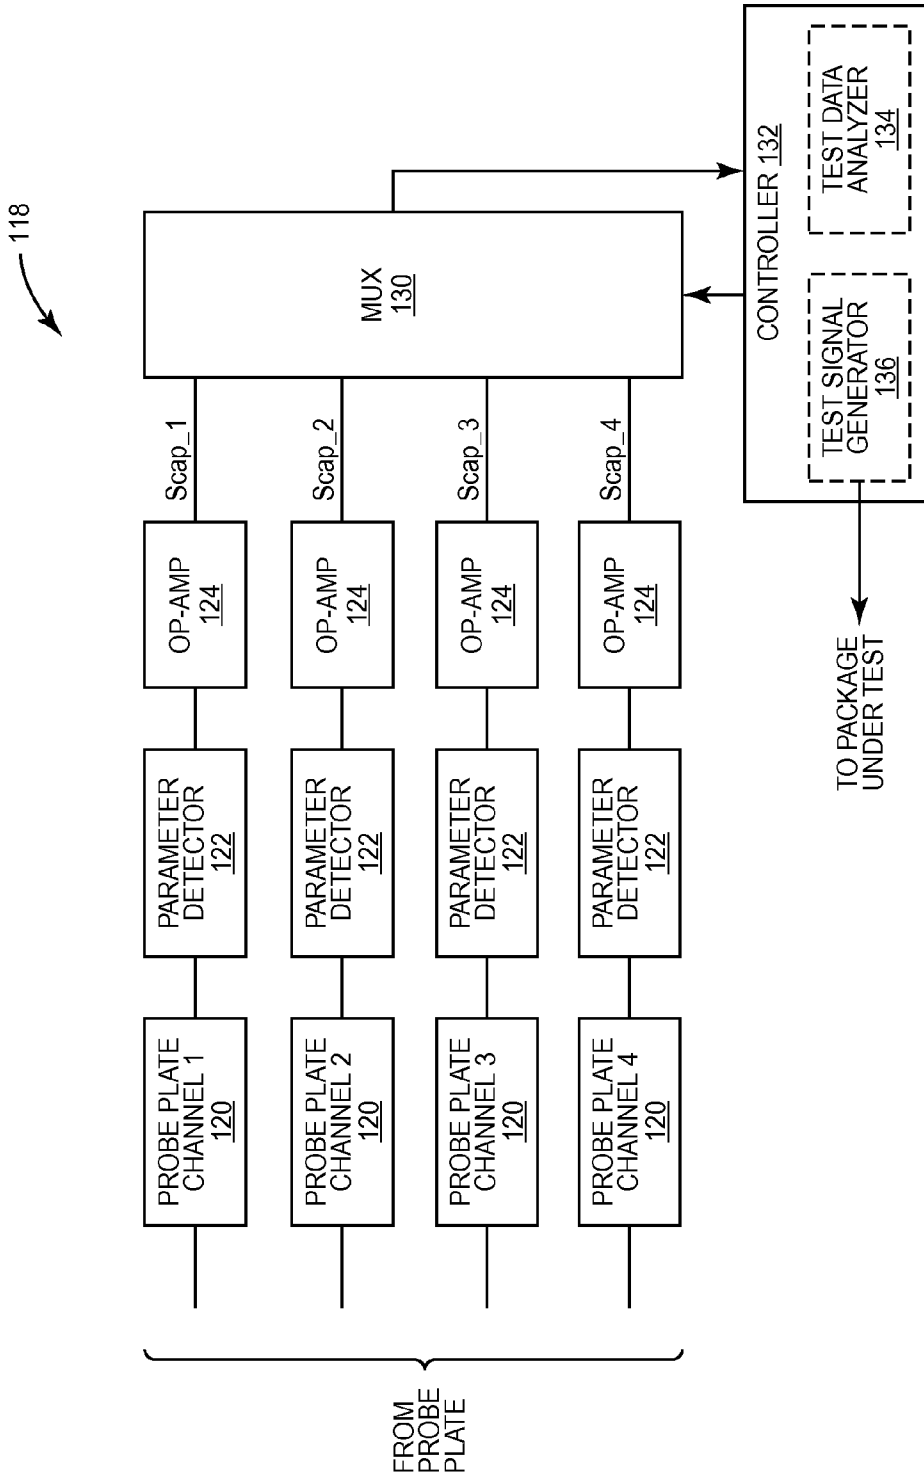 118
FROM
PROBE
PLATE
PROBE PLATE
CHANNEL 1
120
PARAMETER
DETECTOR
122
OP-AMP
124
Scap_1
PROBE PLATE
CHANNEL 2
120
PARAMETER
DETECTOR
122
OP-AMP
124
Scap_2
PROBE PLATE
CHANNEL 3
120
PARAMETER
DETECTOR
122
OP-AMP
124
Scap_3
PROBE PLATE
CHANNEL 4
120
PARAMETER
DETECTOR
122
OP-AMP
124
Scap_4
MUX
130
CONTROLLER 132
TEST SIGNAL
GENERATOR
136
TEST DATA
ANALYZER
134
TO PACKAGE
UNDER TEST